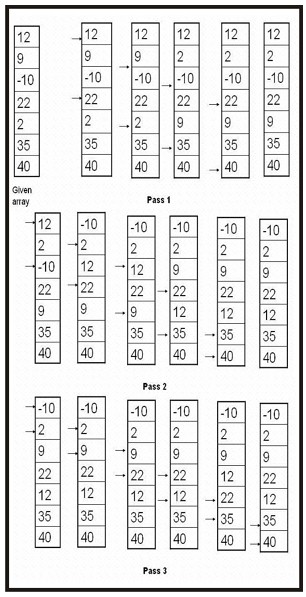 12 12 12 12 12 12
9 9 9 2 2 2
-10 -10 -10 -10 -10 -10
22 22 22 22 22 22
2 2 2 9 9 9
35 35 35 35 35 35
40 40 40 40 40 40
Given
array
Pass 1
12 -10 -10 -10 -10 -10
2 2 2 2 2 2
-10 12 12 9 9 9
22 22 22 22 22 22
9 9 9 12 12 12
35 35 35 35 35 35
40 40 40 40 40 40
Pass 2
-10 -10 -10 -10 -10 -10
2 2 2 2 2 2
9 9 9 9 9 9
22 22 22 22 12 12
12 12 12 12 22 22
35 35 35 35 35 35
40 40 40 40 40 40
Pass 3